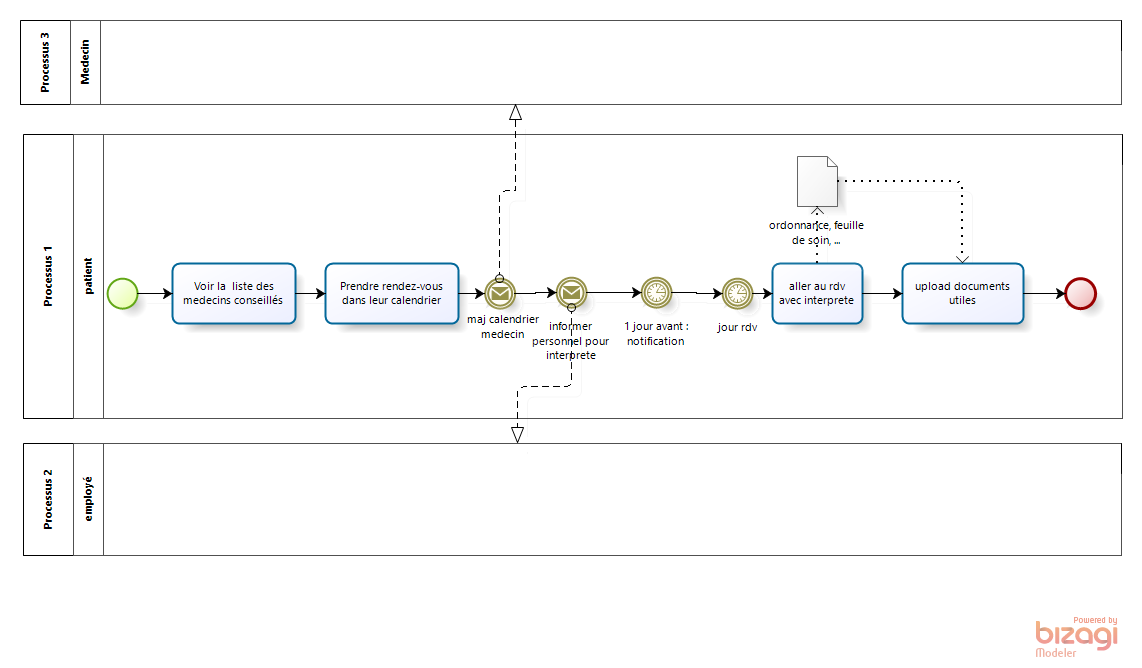 Processus 3
Medecin
Processus 1
patient
Voir la liste des
medecins conseillés
Prendre rendez-vous
dans leur calendrier
maj calendrier
medecin
informer
personnel pour
interprete
1 jour avant :
notification
jour rdv
aller au rdv
avec interprete
ordonnance, feuille
de soin, ...
upload documents
utiles
Processus 2
employé
Powered by
bizagi
Modeler